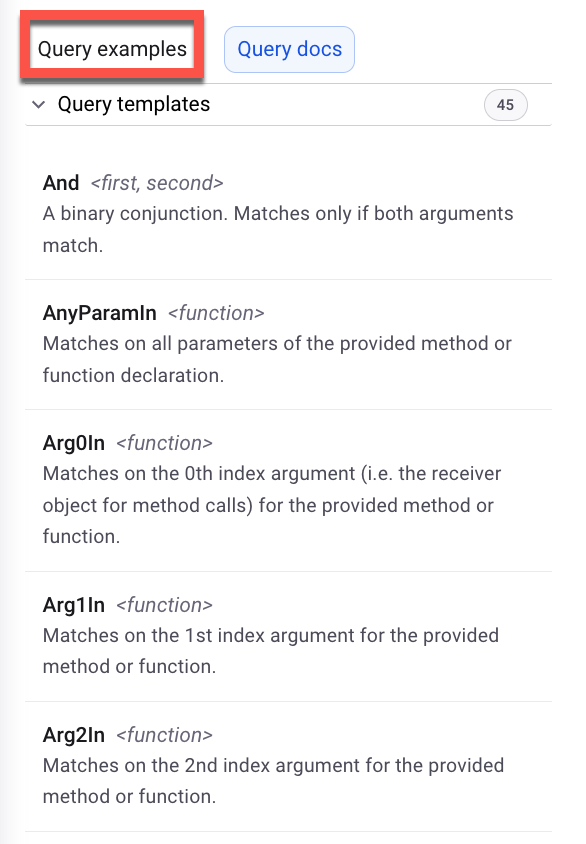 Query examples Query docs
Query templates 45
And <first, second>
A binary conjunction. Matches only if both arguments
match.
AnyParamIn <function>
Matches on all parameters of the provided method or
function declaration.
Arg0In <function>
Matches on the 0th index argument (i.e. the receiver
object for method calls) for the provided method or
function.
Arg1In <function>
Matches on the 1st index argument for the provided
method or function.
Arg2In <function>
Matches on the 2nd index argument for the provided
method or function.